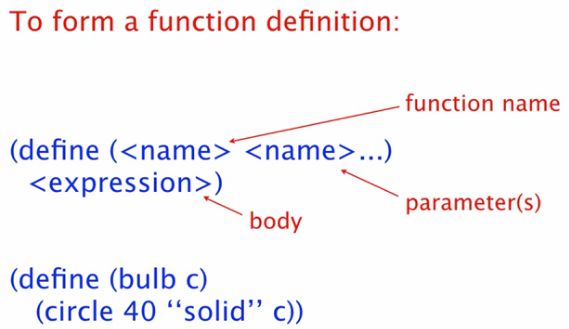 To form a function definition:
function name
(define (<name> <name>...)
<expression>)
parameter(s)
body
(define (bulb c)
(circle 40 ‘‘solid’’ c))